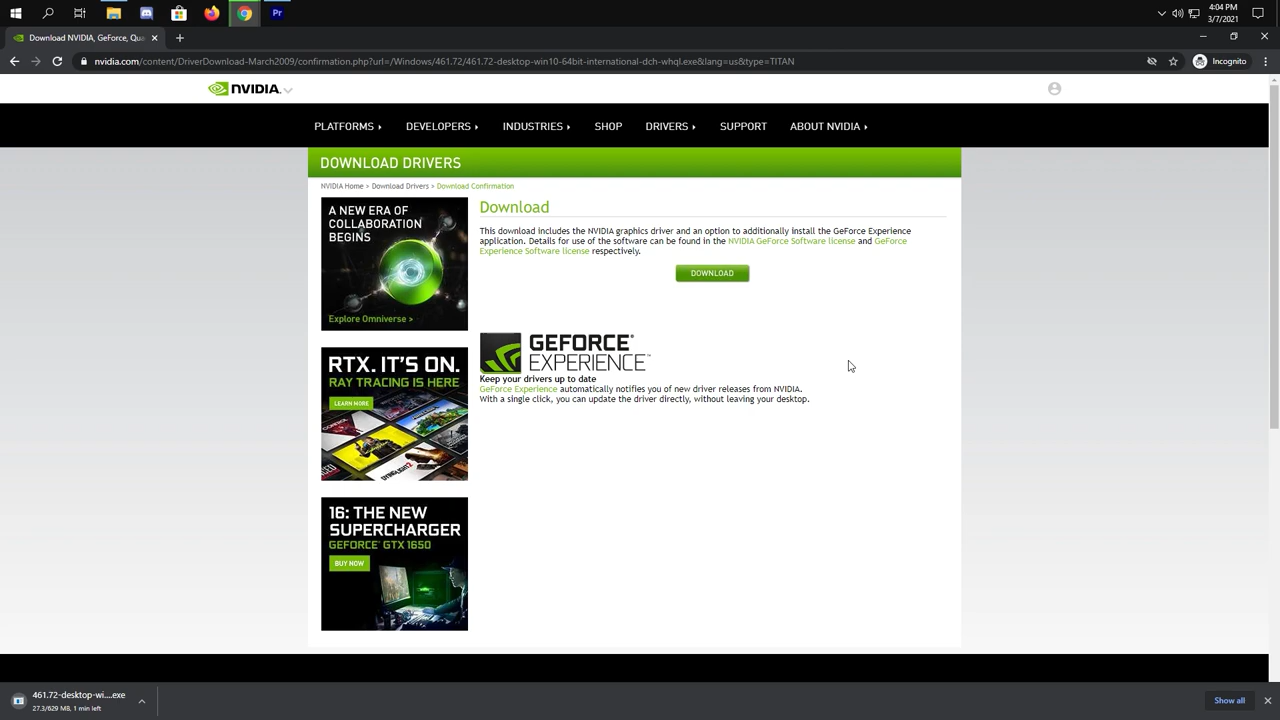 4:04 PM
3/7/2021
Pr
Download NVIDIA, GeForce, Qua
nvidia.com/content/DriverDownload-March2009/confirmation.php?url=/Windows/461.72/461.72-desktop-win10-64bit-international-dch-whql.exe&lang=us&type=TITAN
Incognito
NVIDIA.
PLATFORMS
DEVELOPERS
INDUSTRIES
SHOP
DRIVERS
SUPPORT
ABOUT NVIDIA
DOWNLOAD DRIVERS
NVIDIA Home > Download Drivers > Download Confirmation
A NEW ERA OF
COLLABORATION
BEGINS
Explore Omniverse >
Download
This download includes the NVIDIA graphics driver and an option to additionally install the GeForce Experience
application. Details for use of the software can be found in the NVIDIA GeForce Software license and GeForce
Experience Software license respectively.
DOWNLOAD
GEFORCE®
EXPERIENCE™
Keep your drivers up to date
GeForce Experience automatically notifies you of new driver releases from NVIDIA.
With a single click, you can update the driver directly, without leaving your desktop.
RTX. IT'S ON.
RAY TRACING IS HERE
LEARN MORE
CONTROL
DYING LIGHT 2
16: THE NEW
SUPERCHARGER
GEFORCE® GTX 1650
BUY NOW
461.72-desktop-wi....exe
27.3/629 MB, 1 min left
Show all